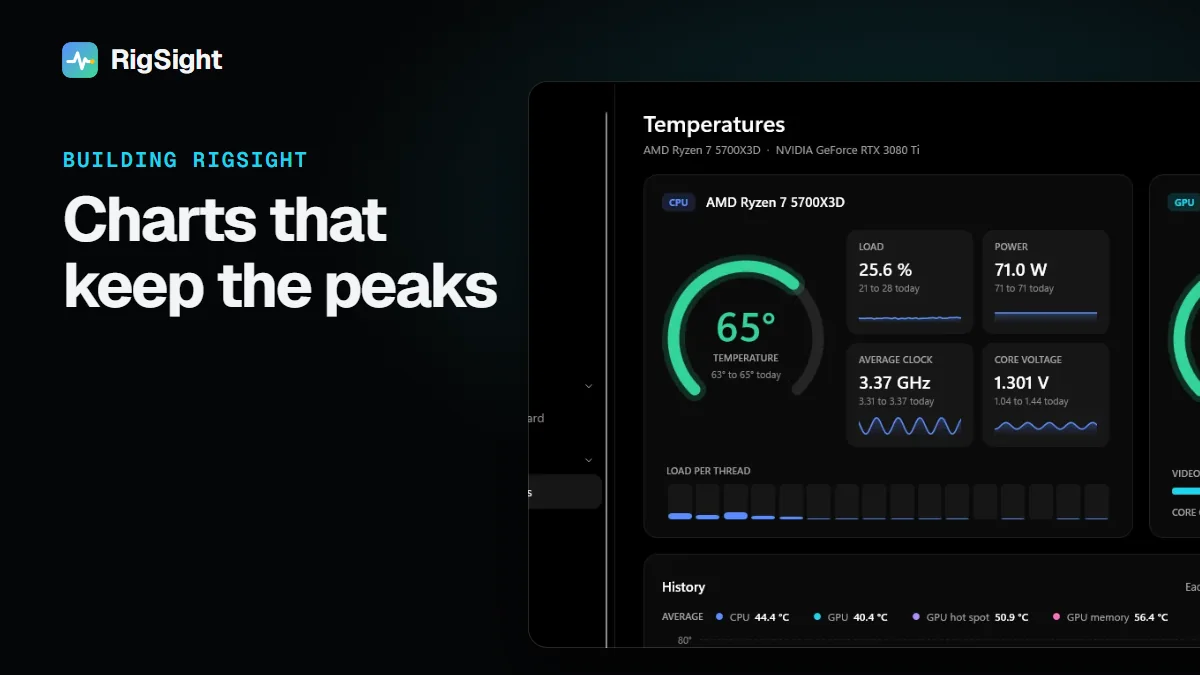 RigSight
BUILDING RIGSIGHT
Charts that
keep the peaks
Temperatures
AMD Ryzen 7 5700X3D · NVIDIA GeForce RTX 3080 Ti
CPU AMD Ryzen 7 5700X3D
65°
TEMPERATURE
63° to 65° today
LOAD
25.6 %
21 to 28 today
POWER
71.0 W
71 to 71 today
AVERAGE CLOCK
3.37 GHz
3.31 to 3.37 today
CORE VOLTAGE
1.301 V
1.04 to 1.44 today
LOAD PER THREAD
GPU
VIDEO
CORE
ard
s
History
AVERAGE CPU 44.4 °C GPU 40.4 °C GPU hot spot 50.9 °C GPU memory 56.4 °C
80°